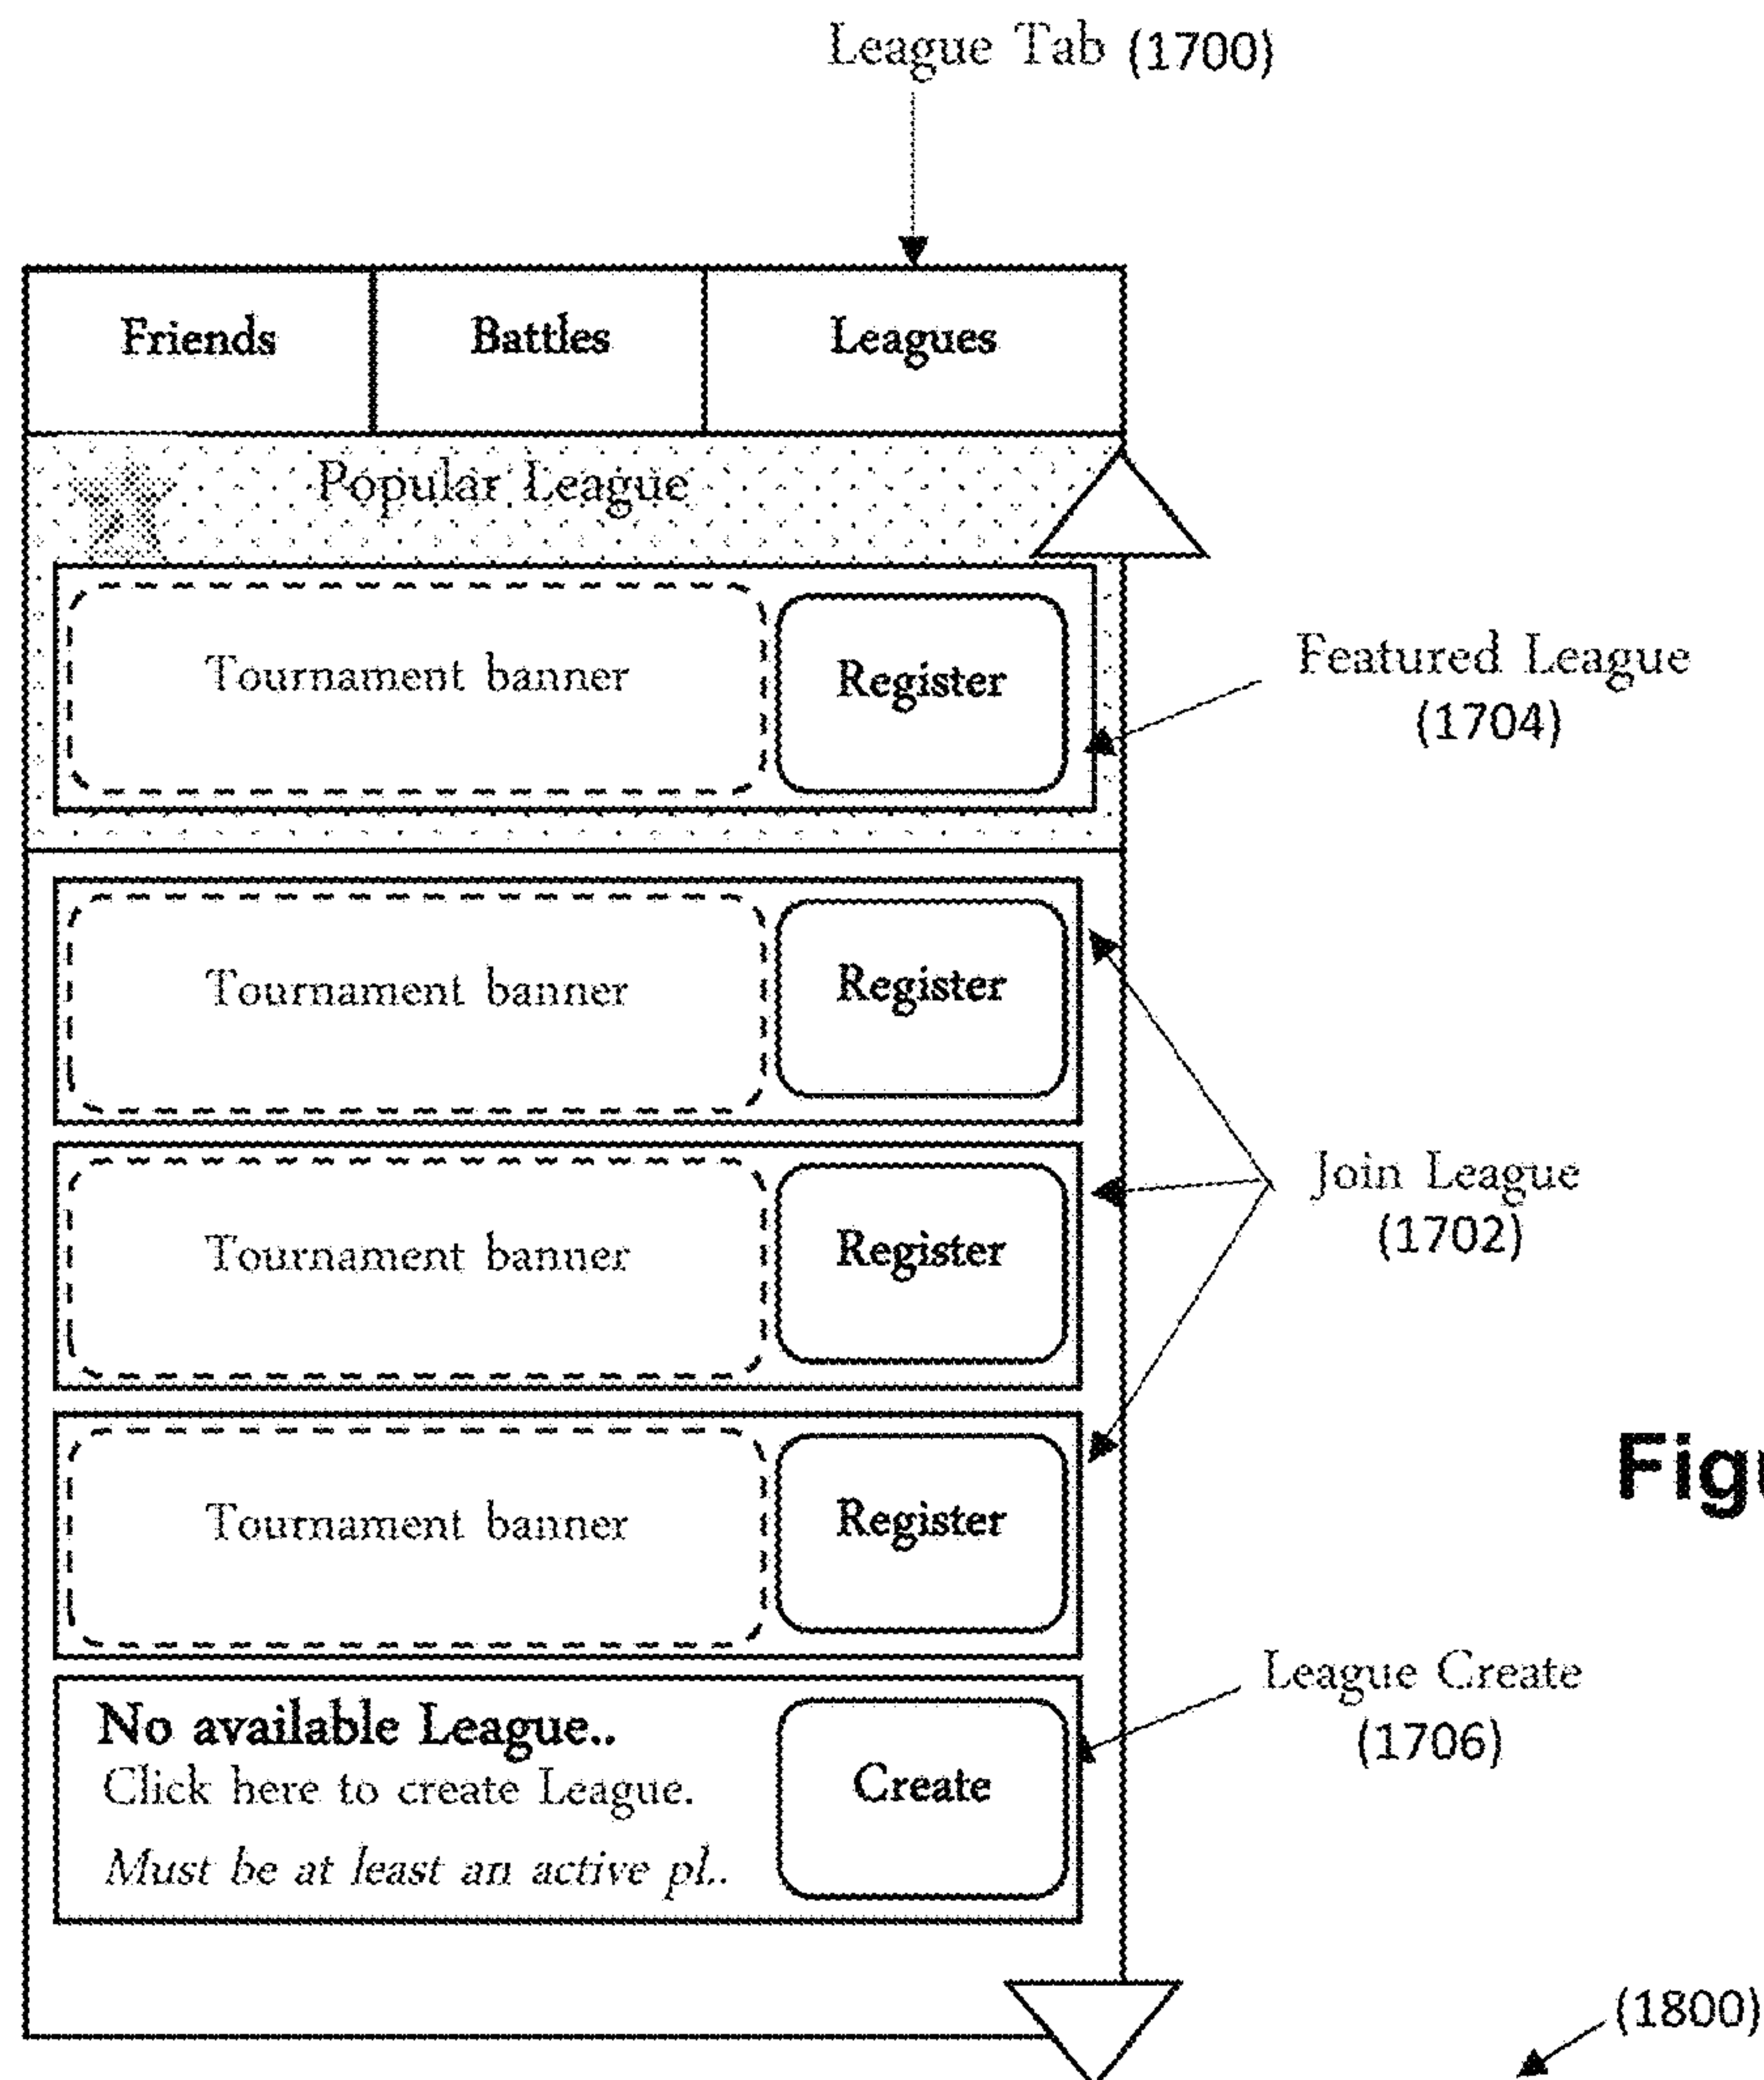 League Tab (1700)
Friends Battles Leagues
Popular League
Tournament banner Register
Featured League
(1704)
Tournament banner Register
Tournament banner Register
Join League
(1702)
Tournament banner Register
Figu
No available League..
Click here to create League.
Must be at least an active pl..
Create
League Create
(1706)
(1800)